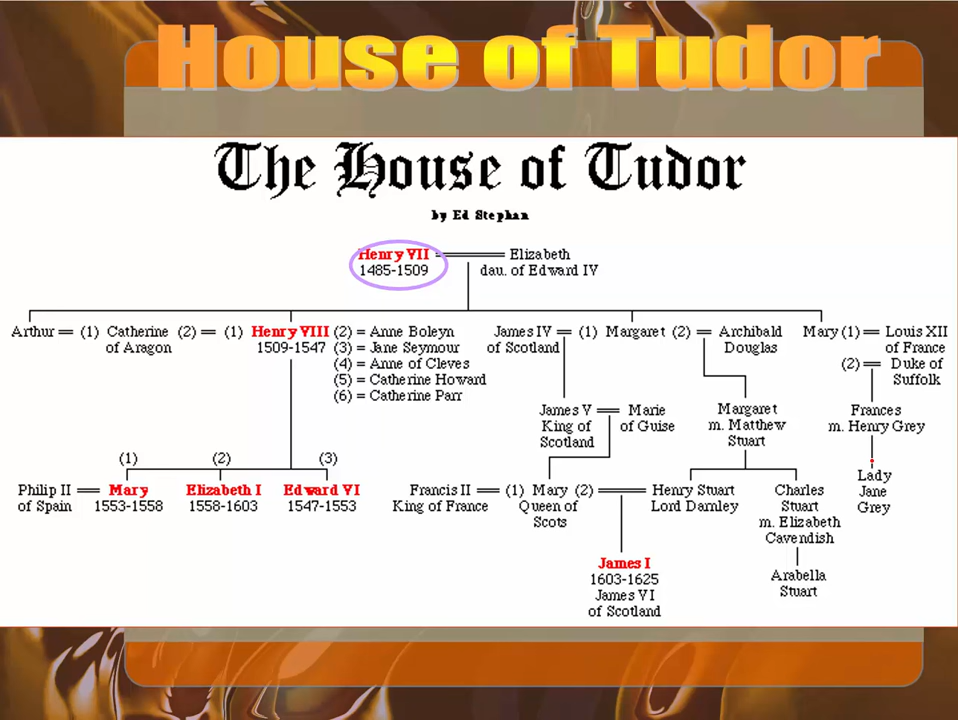 House of Tudor
The House of Tudor
by Ed Stephan
Henry VII
1485-1509
Elizabeth
dau. of Edward IV
Arthur
(1) Catherine (2)
of Aragon
(1) Henry VIII
1509-1547
(2) = Anne Boleyn
(3) = Jane Seymour
(4) = Anne of Cleves
(5) = Catherine Howard
(6) = Catherine Parr
James IV
of Scotland
(1) Margaret (2)
Archibald
Douglas
Mary (1) = Louis XII
of France
(2) = Duke of
Suffolk
James V
King of
Scotland
Marie
of Guise
Margaret
m. Matthew
Stuart
Frances
m. Henry Grey
(1)
(2)
(3)
Philip II
of Spain
Mary
1553-1558
Elizabeth I
1558-1603
Edward VI
1547-1553
Francis II
King of France
(1) Mary (2)
Queen of
Scots
Henry Stuart
Lord Darnley
Charles
Stuart
m. Elizabeth
Cavendish
Lady
Jane
Grey
James I
1603-1625
James VI
of Scotland
Arabella
Stuart